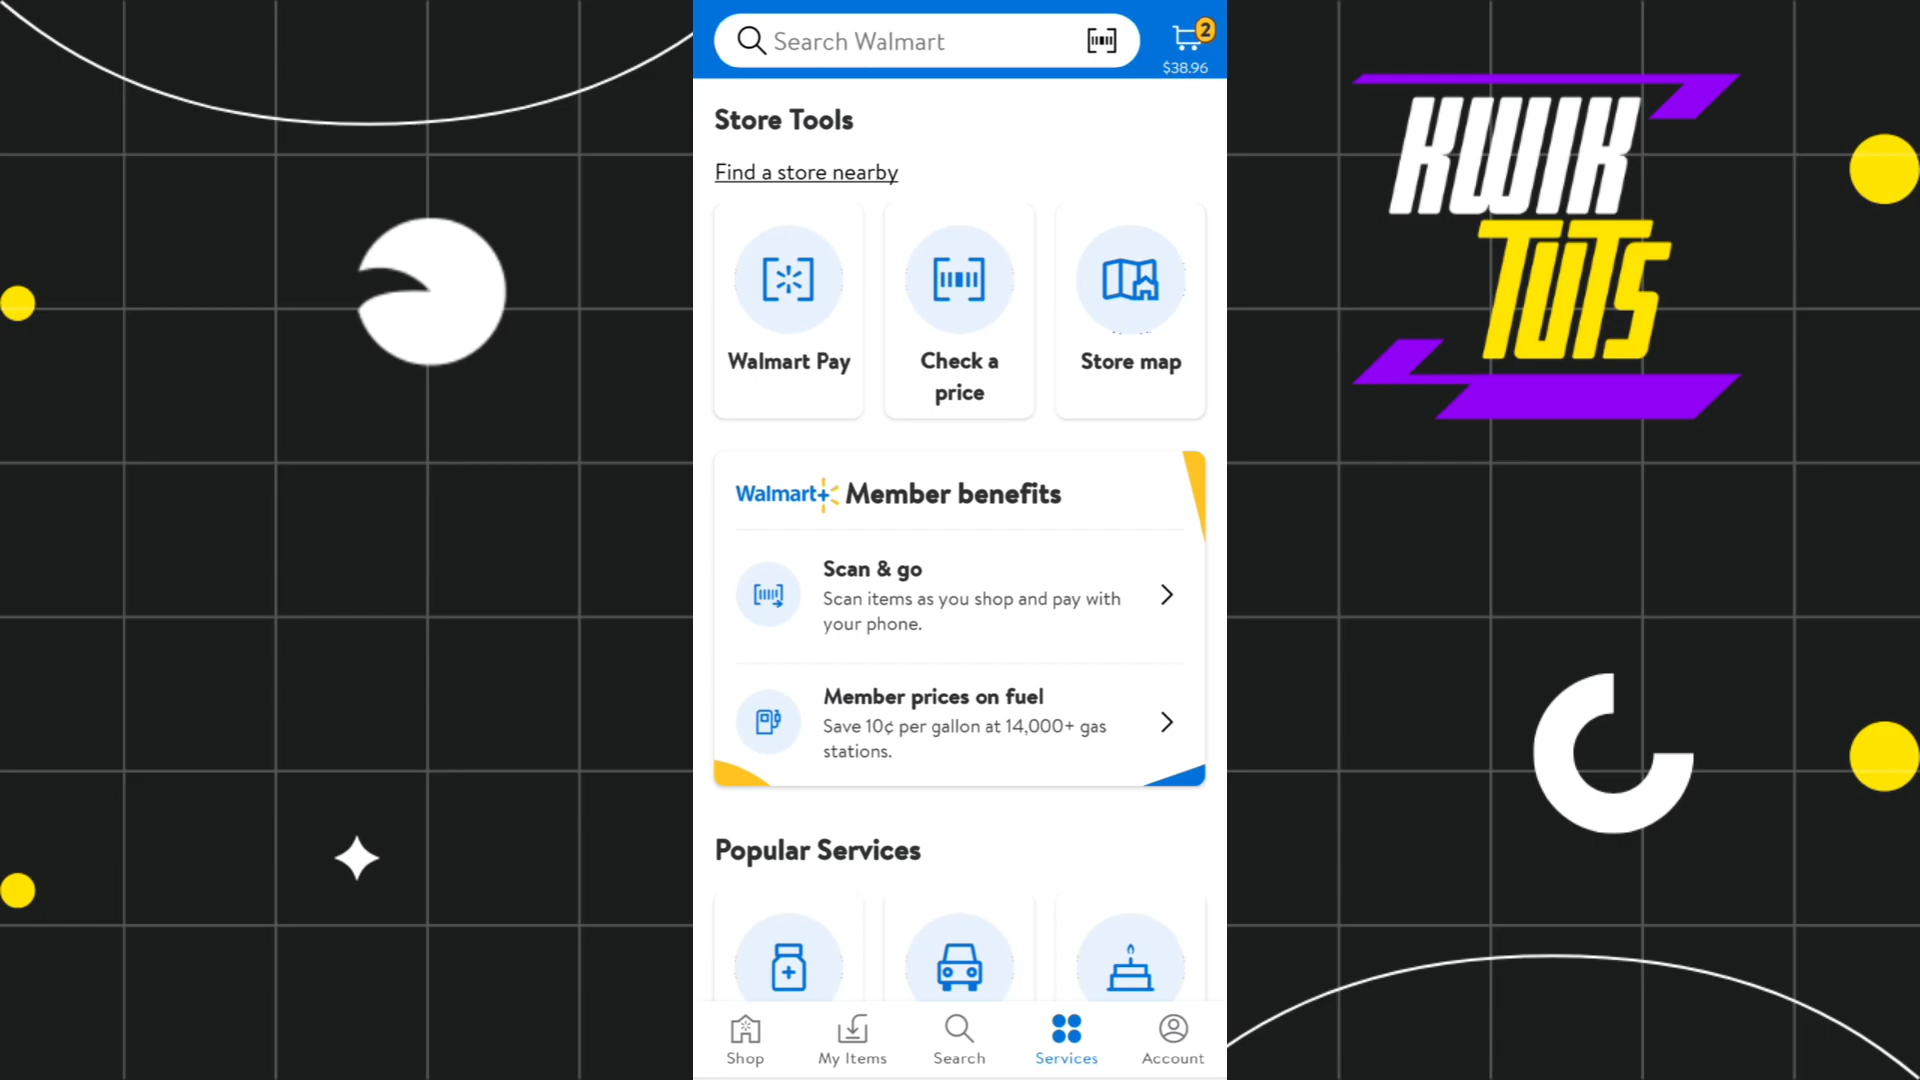 Search Walmart
2
$38.96
Store Tools
Find a store nearby
Walmart Pay
Check a
price
Store map
Walmart+ Member benefits
Scan & go
Scan items as you shop and pay with
your phone.
Member prices on fuel
Save 10¢ per gallon at 14,000+ gas
stations.
Popular Services
Shop
My Items
Search
Services
Account
KWIK
TUTS